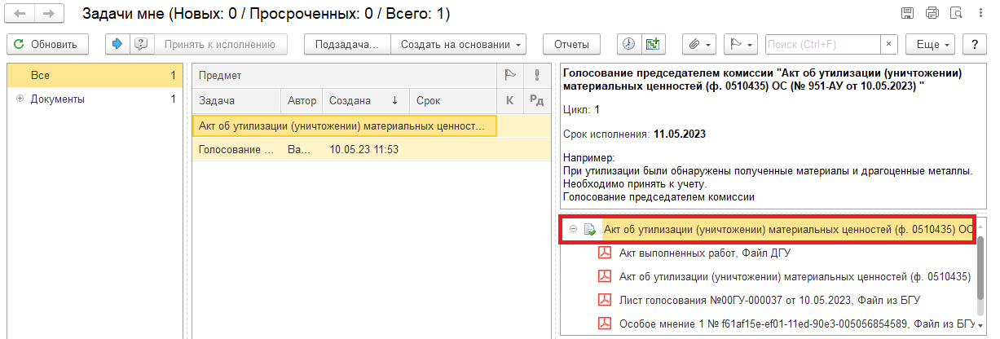 Задачи мне (Новых: 0 / Просроченных: 0 / Всего: 1)
Обновить
Принять к исполнению
Подзадача...
Создать на основании
Отчеты
Поиск (Ctrl+F)
×
Еще
?
Все 1
Документы 1
Предмет
Задача Автор Создана ↓ Срок К Рд
Акт об утилизации (уничтожении) материальных ценност...
Голосование ... Ва... 10.05.23 11:53
Голосование председателем комиссии "Акт об утилизации (уничтожении)
материальных ценностей (ф. 0510435) ОС (№ 951-АУ от 10.05.2023) "
Цикл: 1
Срок исполнения: 11.05.2023
Например:
При утилизации были обнаружены полученные материалы и драгоценные металлы.
Необходимо принять к учету.
Голосование председателем комиссии
Акт об утилизации (уничтожении) материальных ценностей (ф. 0510435) ОС
Акт выполненных работ, Файл ДГУ
Акт об утилизации (уничтожении) материальных ценностей (ф. 0510435)
Лист голосования №00ГУ-000037 от 10.05.2023, Файл из БГУ
Особое мнение 1 № f61af15e-ef01-11ed-90e3-005056854589, Файл из БГУ